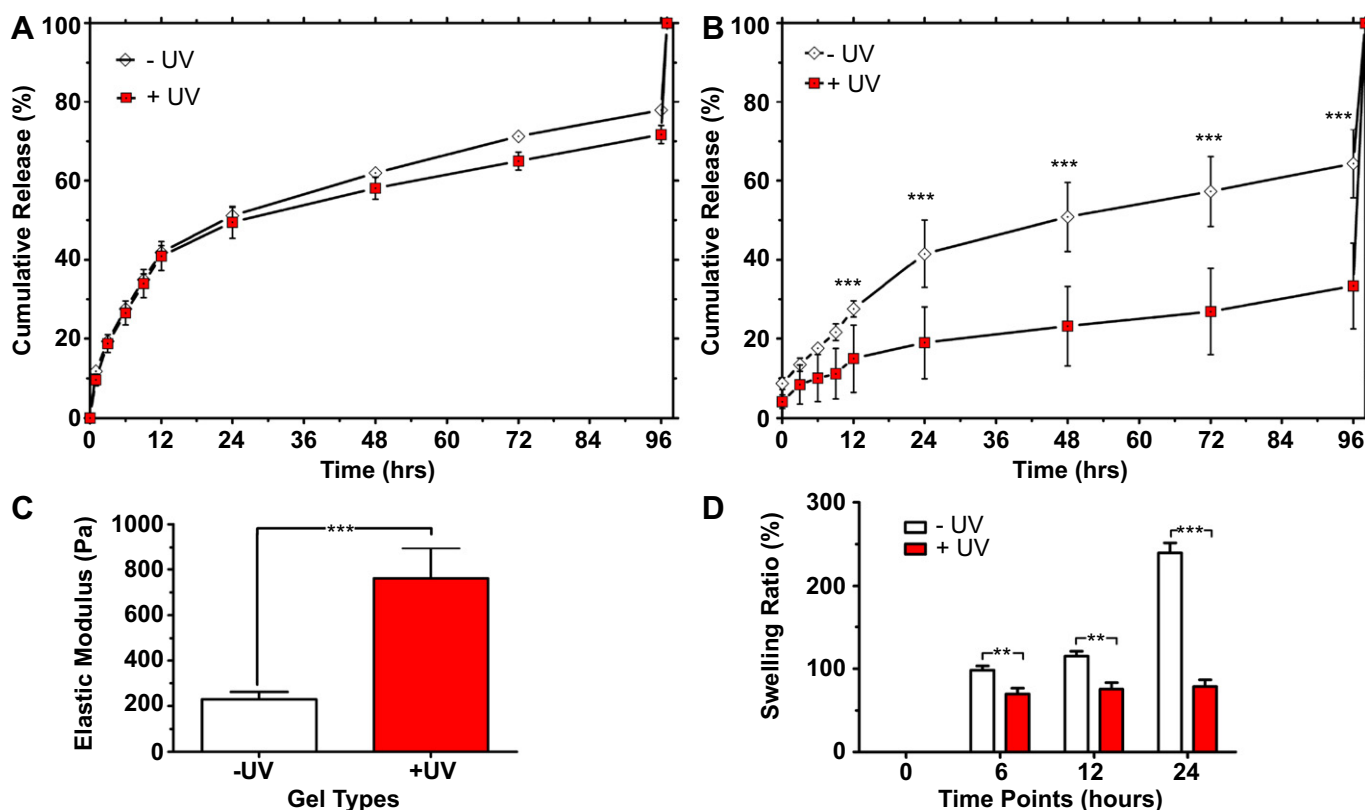 A
Cumulative Release (%)
100
80
60
40
20
0
- UV
+ UV
0 12 24 36 48 60 72 84 96
Time (hrs)
B
Cumulative Release (%)
100
80
60
40
20
0
- UV
+ UV
*** *** *** *** ***
0 12 24 36 48 60 72 84 96
Time (hrs)
C
Elastic Modulus (Pa)
1000
800
600
400
200
0
***
-UV +UV
Gel Types
D
Swelling Ratio (%)
300
200
100
0
- UV
+ UV
** ** ***
0 6 12 24
Time Points (hours)